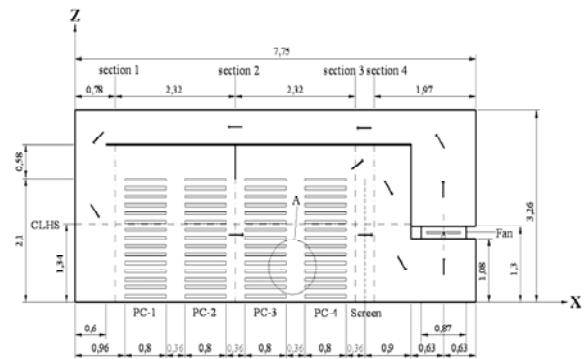 Z
7,75
section 1
section 2
section 3 section 4
0,78
2,32
2,32
1,97
0,58
3,26
A
2,1
CLHS
Fan
1,34
1,08
1,3
X
PC-1
PC-2
PC-3
PC-4
Screen
0,6
0,87
0,96
0,8
0,36
0,8
0,36
0,8
0,36
0,8
0,36
0,9
0,63
0,63